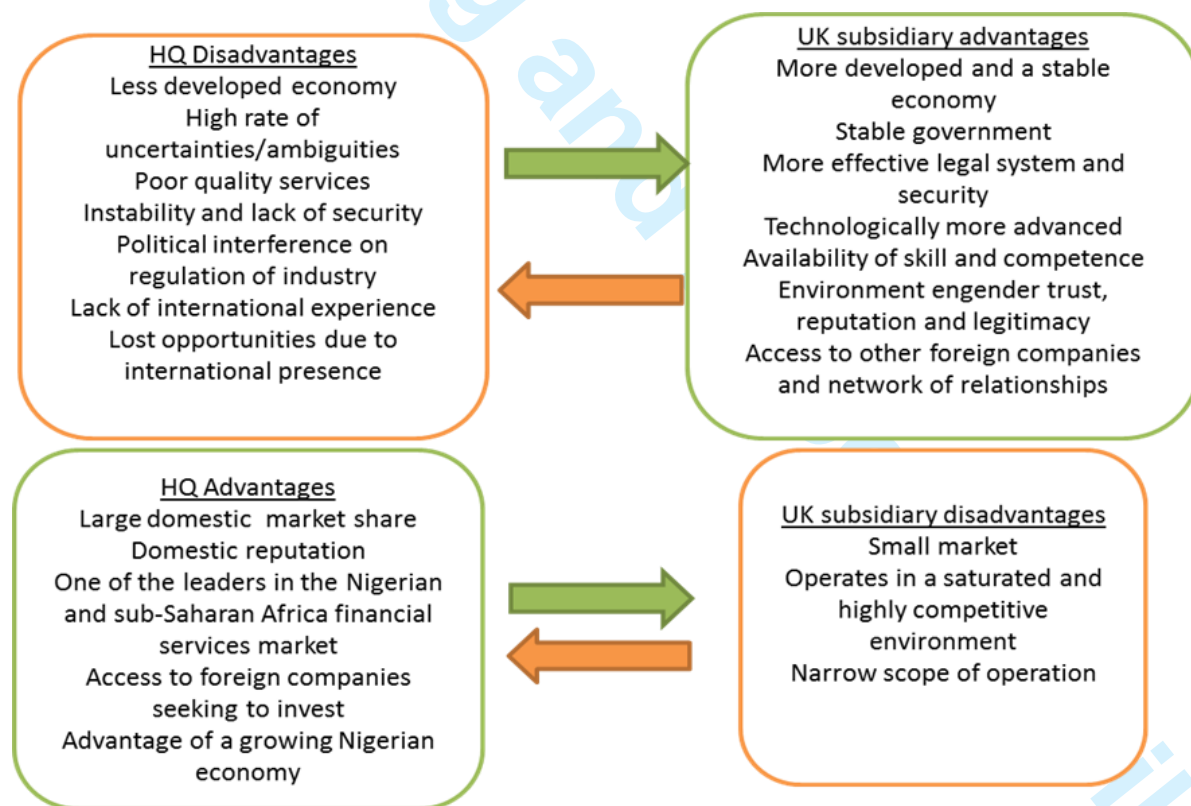 HQ Disadvantages
Less developed economy
High rate of
uncertainties/ambiguities
Poor quality services
Instability and lack of security
Political interference on
regulation of industry
Lack of international experience
Lost opportunities due to
international presence
UK subsidiary advantages
More developed and a stable
economy
Stable government
More effective legal system and
security
Technologically more advanced
Availability of skill and competence
Environment engender trust,
reputation and legitimacy
Access to other foreign companies
and network of relationships
HQ Advantages
Large domestic market share
Domestic reputation
One of the leaders in the Nigerian
and sub-Saharan Africa financial
services market
Access to foreign companies
seeking to invest
Advantage of a growing Nigerian
economy
UK subsidiary disadvantages
Small market
Operates in a saturated and
highly competitive
environment
Narrow scope of operation
and